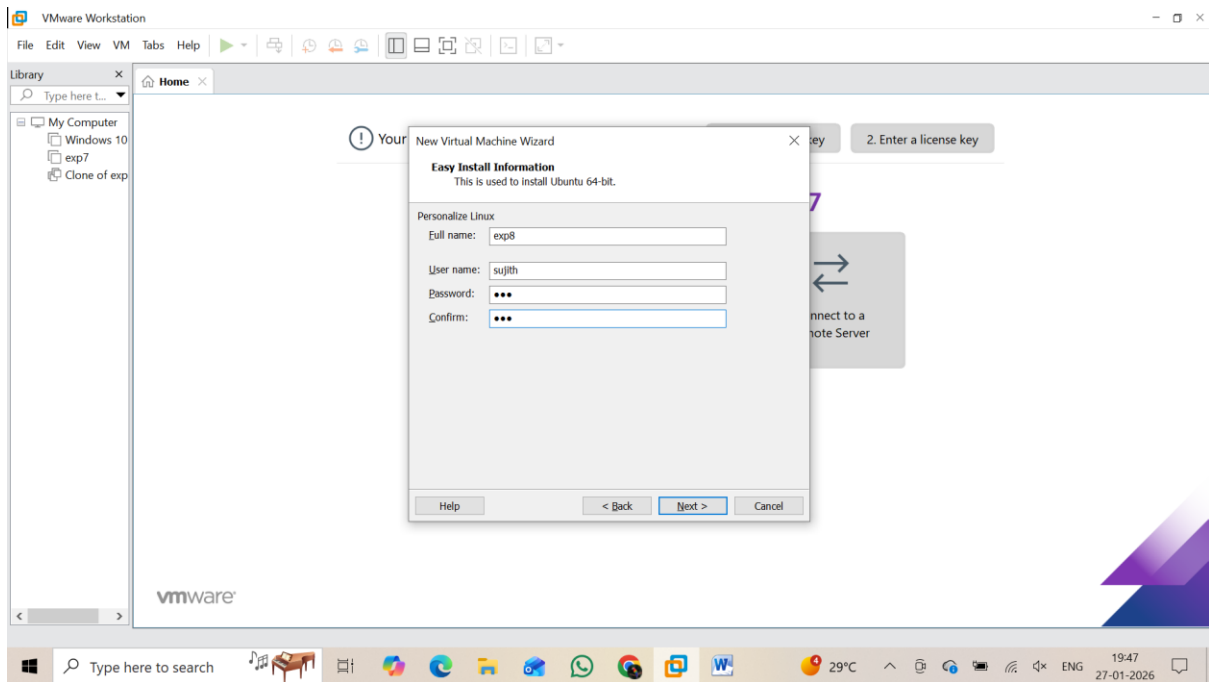 VMware Workstation
File Edit View VM Tabs Help
Library
Type here t...
Home
My Computer
Windows 10
exp7
Clone of exp
Your
key
2. Enter a license key
7
nnect to a
note Server
New Virtual Machine Wizard
Easy Install Information
This is used to install Ubuntu 64-bit.
Personalize Linux
Full name: exp8
User name: sujith
Password: •••
Confirm: •••
Help < Back Next > Cancel
vmware
Type here to search
4
29°C
ENG
19:47
27-01-2026